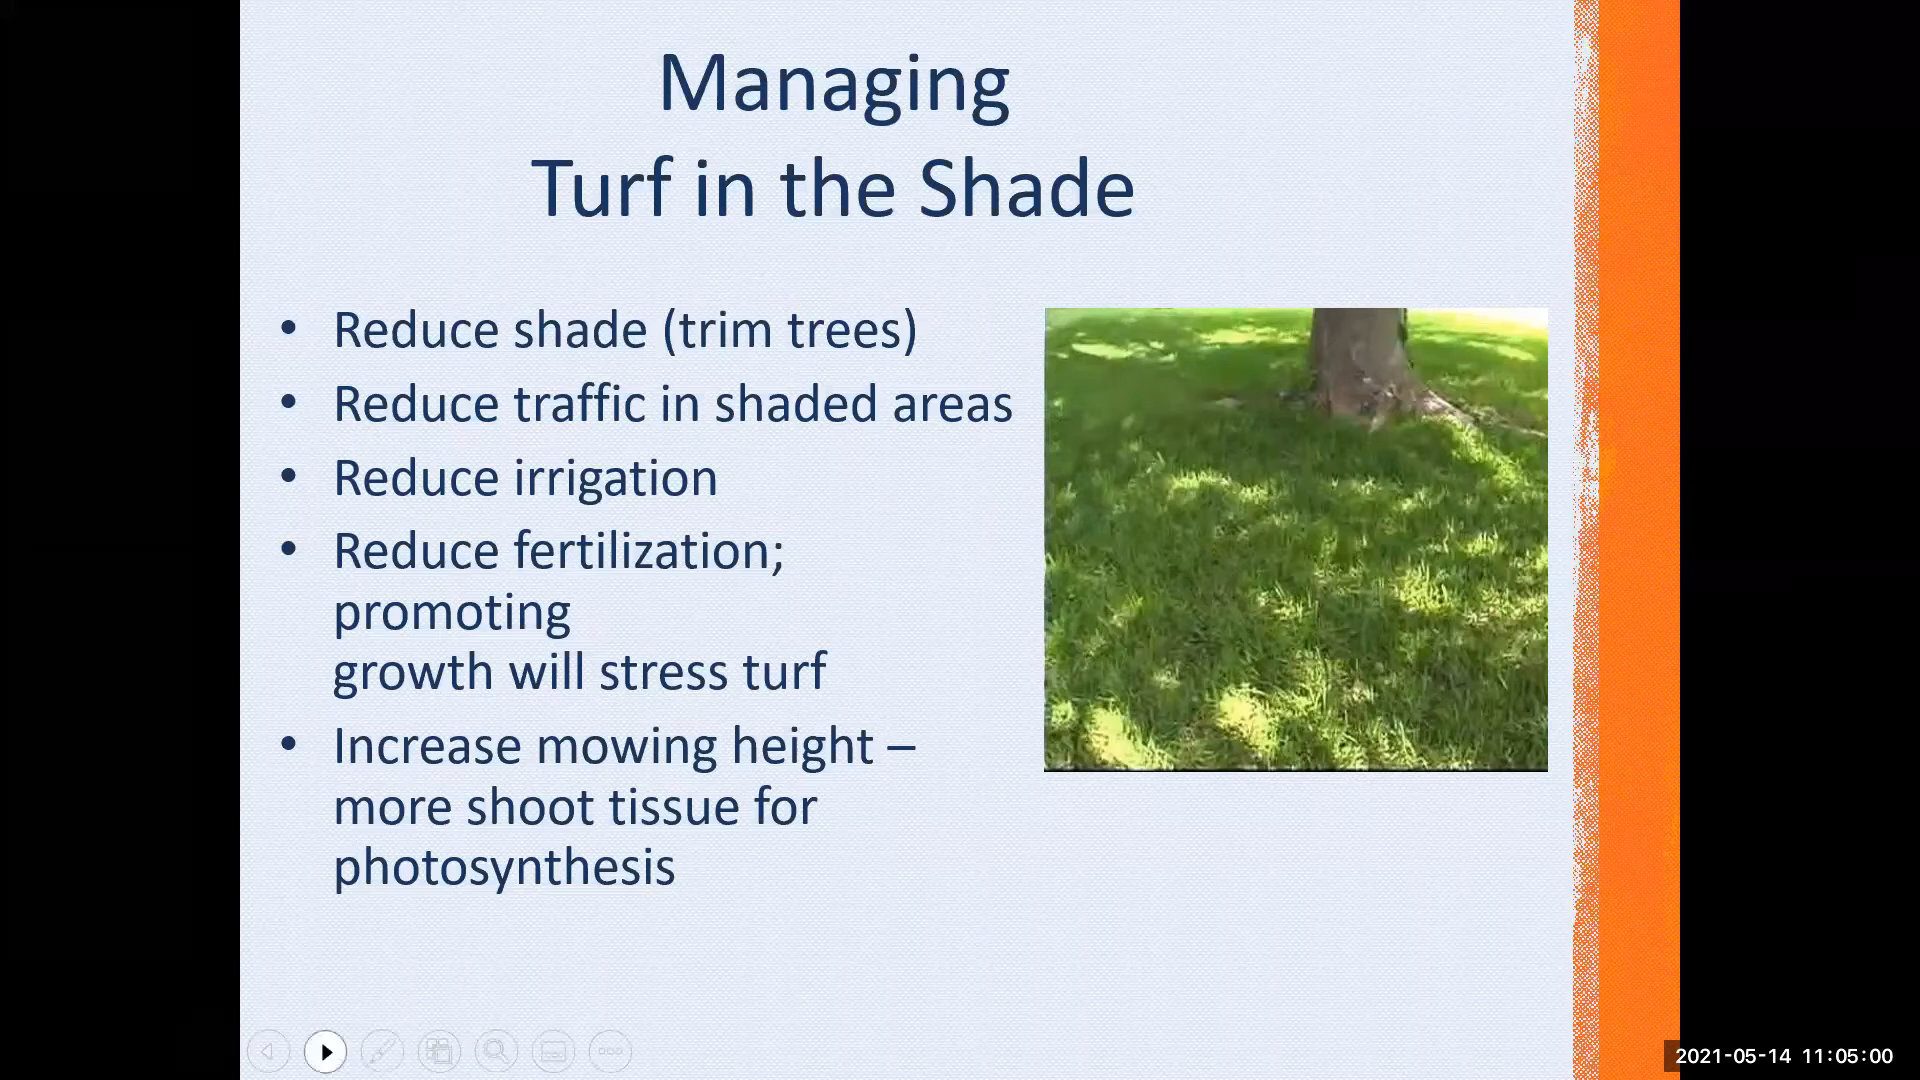 Managing
Turf in the Shade
• Reduce shade (trim trees)
• Reduce traffic in shaded areas
• Reduce irrigation
• Reduce fertilization;
promoting
growth will stress turf
• Increase mowing height –
more shoot tissue for
photosynthesis
2021-05-14 11:05:00